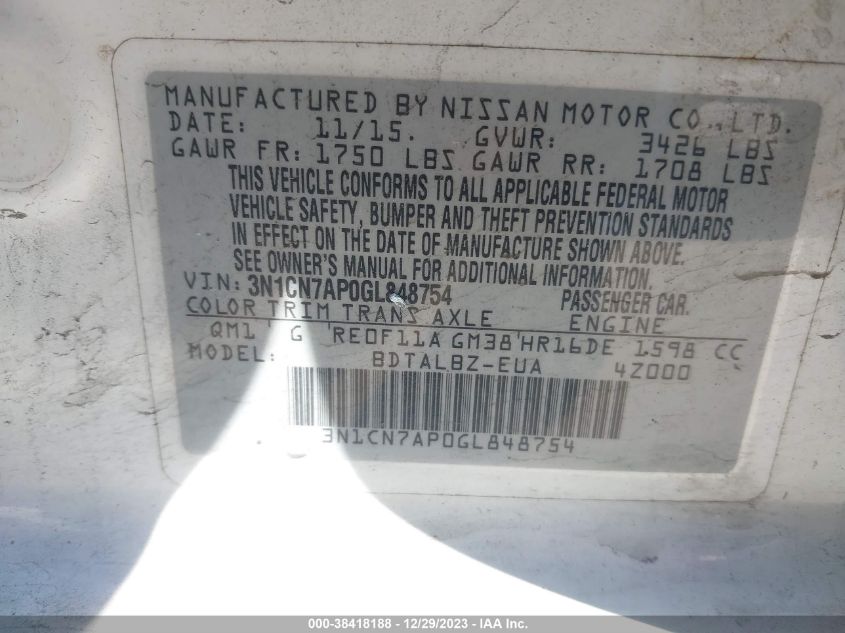 MANUFACTURED BY NISSAN MOTOR CO., LTD.
DATE: 11/15. GVWR: 3426 LBS
GAWR FR: 1750 LBS GAWR RR: 1708 LBS
THIS VEHICLE CONFORMS TO ALL APPLICABLE FEDERAL MOTOR
VEHICLE SAFETY, BUMPER AND THEFT PREVENTION STANDARDS
IN EFFECT ON THE DATE OF MANUFACTURE SHOWN ABOVE.
SEE OWNER'S MANUAL FOR ADDITIONAL INFORMATION.
VIN: 3N1CN7AP0GL848754 PASSENGER CAR.
COLOR TRIM TRANS AXLE ENGINE
QM1 G RE0F11A GM38 HR16DE 1598 CC
MODEL: BDTALBZ-EUA 4Z000
3N1CN7AP0GL848754
000-38418188 - 12/29/2023 - IAA Inc.